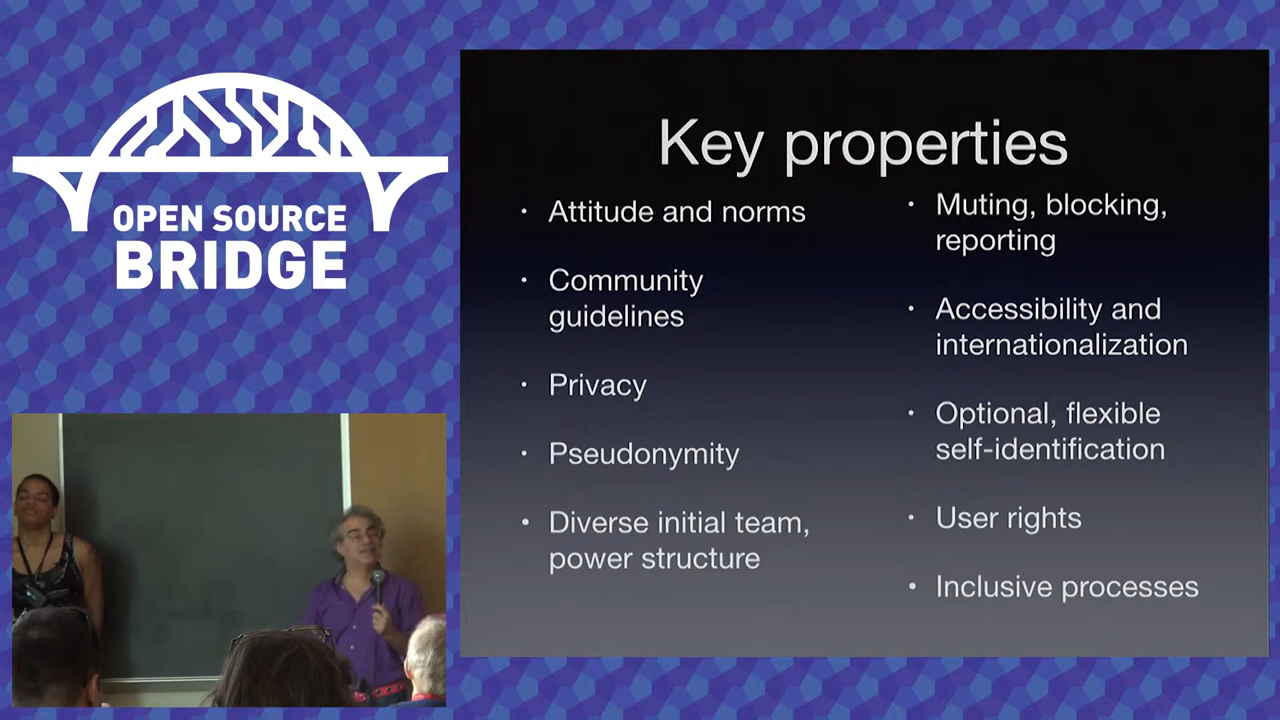 OPEN SOURCE
BRIDGE
Key properties
• Attitude and norms
• Community
guidelines
• Privacy
• Pseudonymity
• Diverse initial team,
power structure
• Muting, blocking,
reporting
• Accessibility and
internationalization
• Optional, flexible
self-identification
• User rights
• Inclusive processes